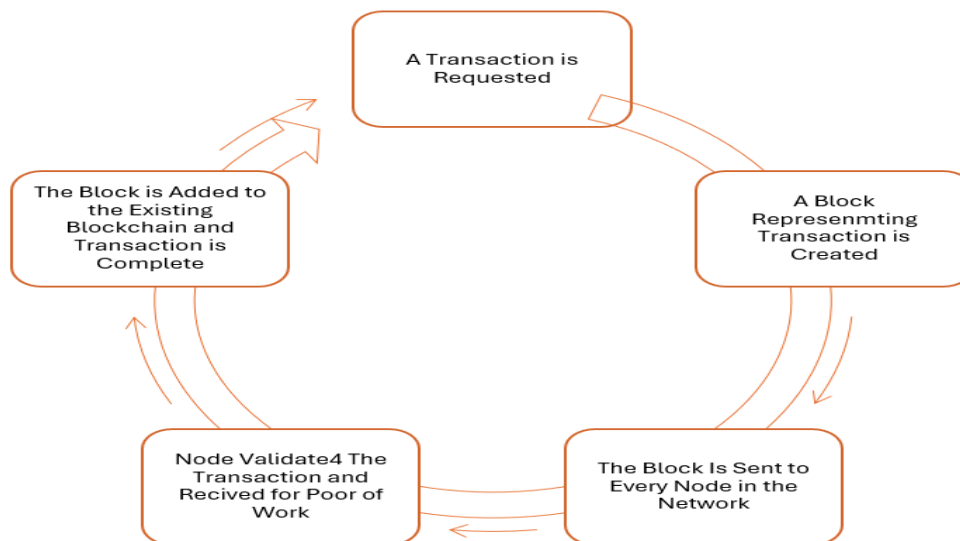 A Transaction is
Requested
A Block
Represenmting
Transaction is
Created
The Block Is Sent to
Every Node in the
Network
Node Validate4 The
Transaction and
Recived for Poor of
Work
The Block is Added to
the Existing
Blockchain and
Transaction is
Complete